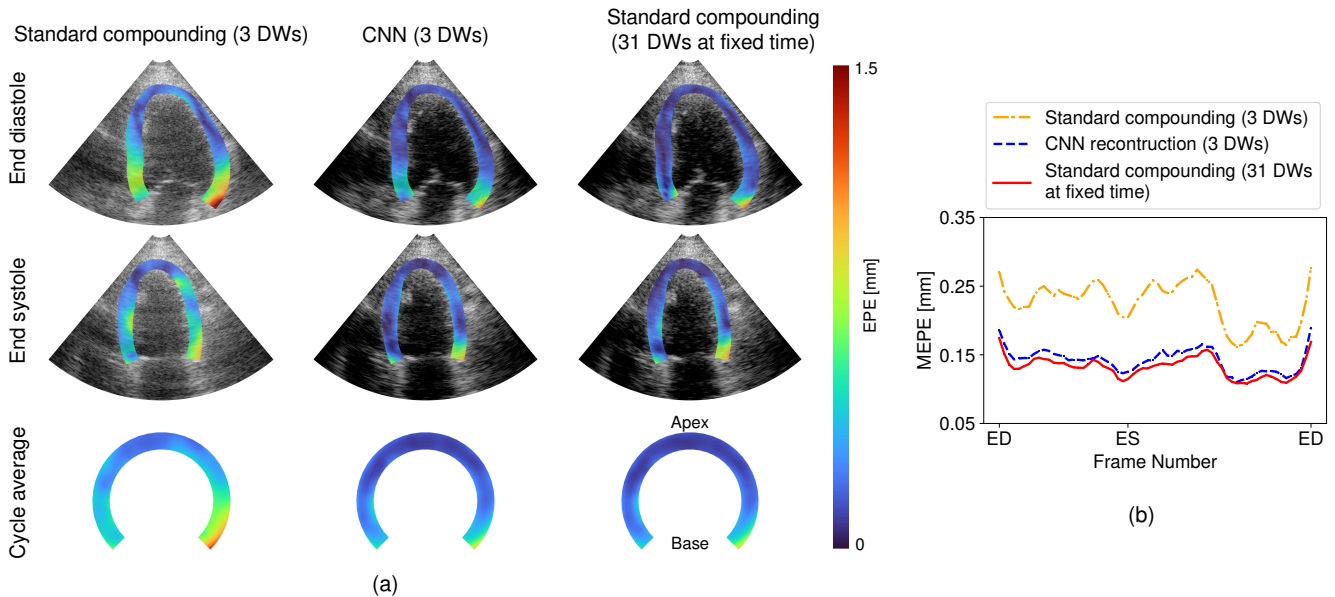 Standard compounding (3 DWs)
CNN (3 DWs)
Standard compounding
(31 DWs at fixed time)
End diastole
End systole
Cycle average
Apex
Base
1.5
EPE [mm]
0
(a)
Standard compounding (3 DWs)
CNN recontruction (3 DWs)
Standard compounding (31 DWs
at fixed time)
0.35
0.25
0.15
0.05
MEPE [mm]
ED
ES
ED
Frame Number
(b)